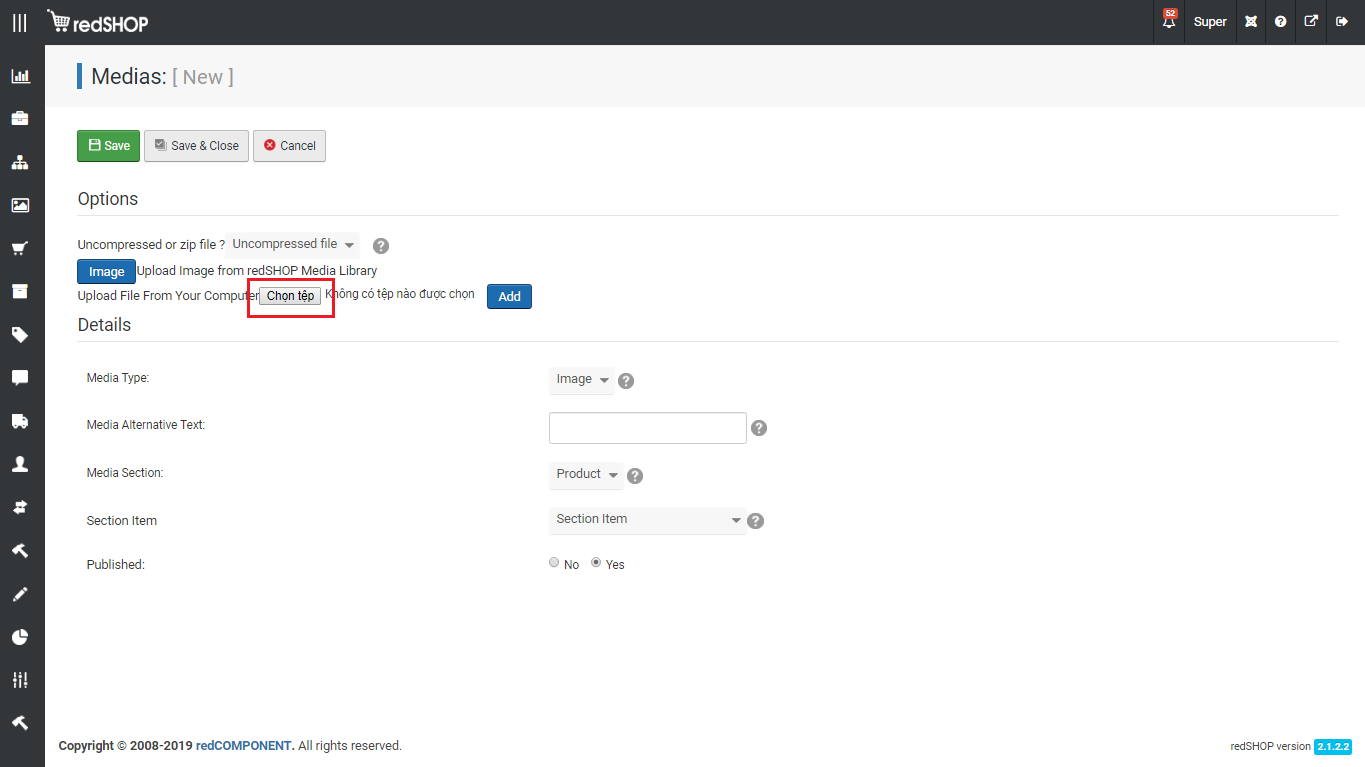 redSHOP
52
Super
Medias: [ New ]
Save
Save & Close
Cancel
Options
Uncompressed or zip file ? Uncompressed file
Image Upload Image from redSHOP Media Library
Upload File From Your Computer Chọn tệp Không có tệp nào được chọn Add
Details
Media Type: Image
Media Alternative Text:
Media Section: Product
Section Item Section Item
Published: No Yes
Copyright © 2008-2019 redCOMPONENT. All rights reserved.
redSHOP version 2.1.2.2